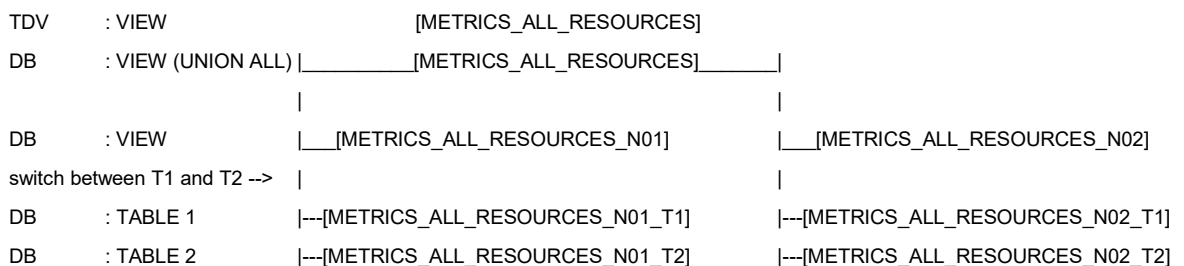 TDV : VIEW [METRICS_ALL_RESOURCES]
DB : VIEW (UNION ALL) |__________[METRICS_ALL_RESOURCES]_______|
| |
DB : VIEW |___[METRICS_ALL_RESOURCES_N01] |___[METRICS_ALL_RESOURCES_N02]
switch between T1 and T2 --> | |
DB : TABLE 1 |---[METRICS_ALL_RESOURCES_N01_T1] |---[METRICS_ALL_RESOURCES_N02_T1]
DB : TABLE 2 |---[METRICS_ALL_RESOURCES_N01_T2] |---[METRICS_ALL_RESOURCES_N02_T2]